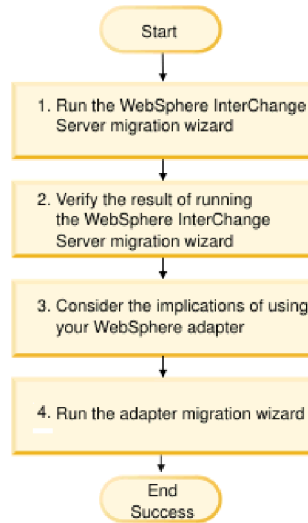 Start
1. Run the WebSphere InterChange
Server migration wizard
2. Verify the result of running
the WebSphere InterChange
Server migration wizard
3. Consider the implications of using
your WebSphere adapter
4. Run the adapter migration wizard
End
Success